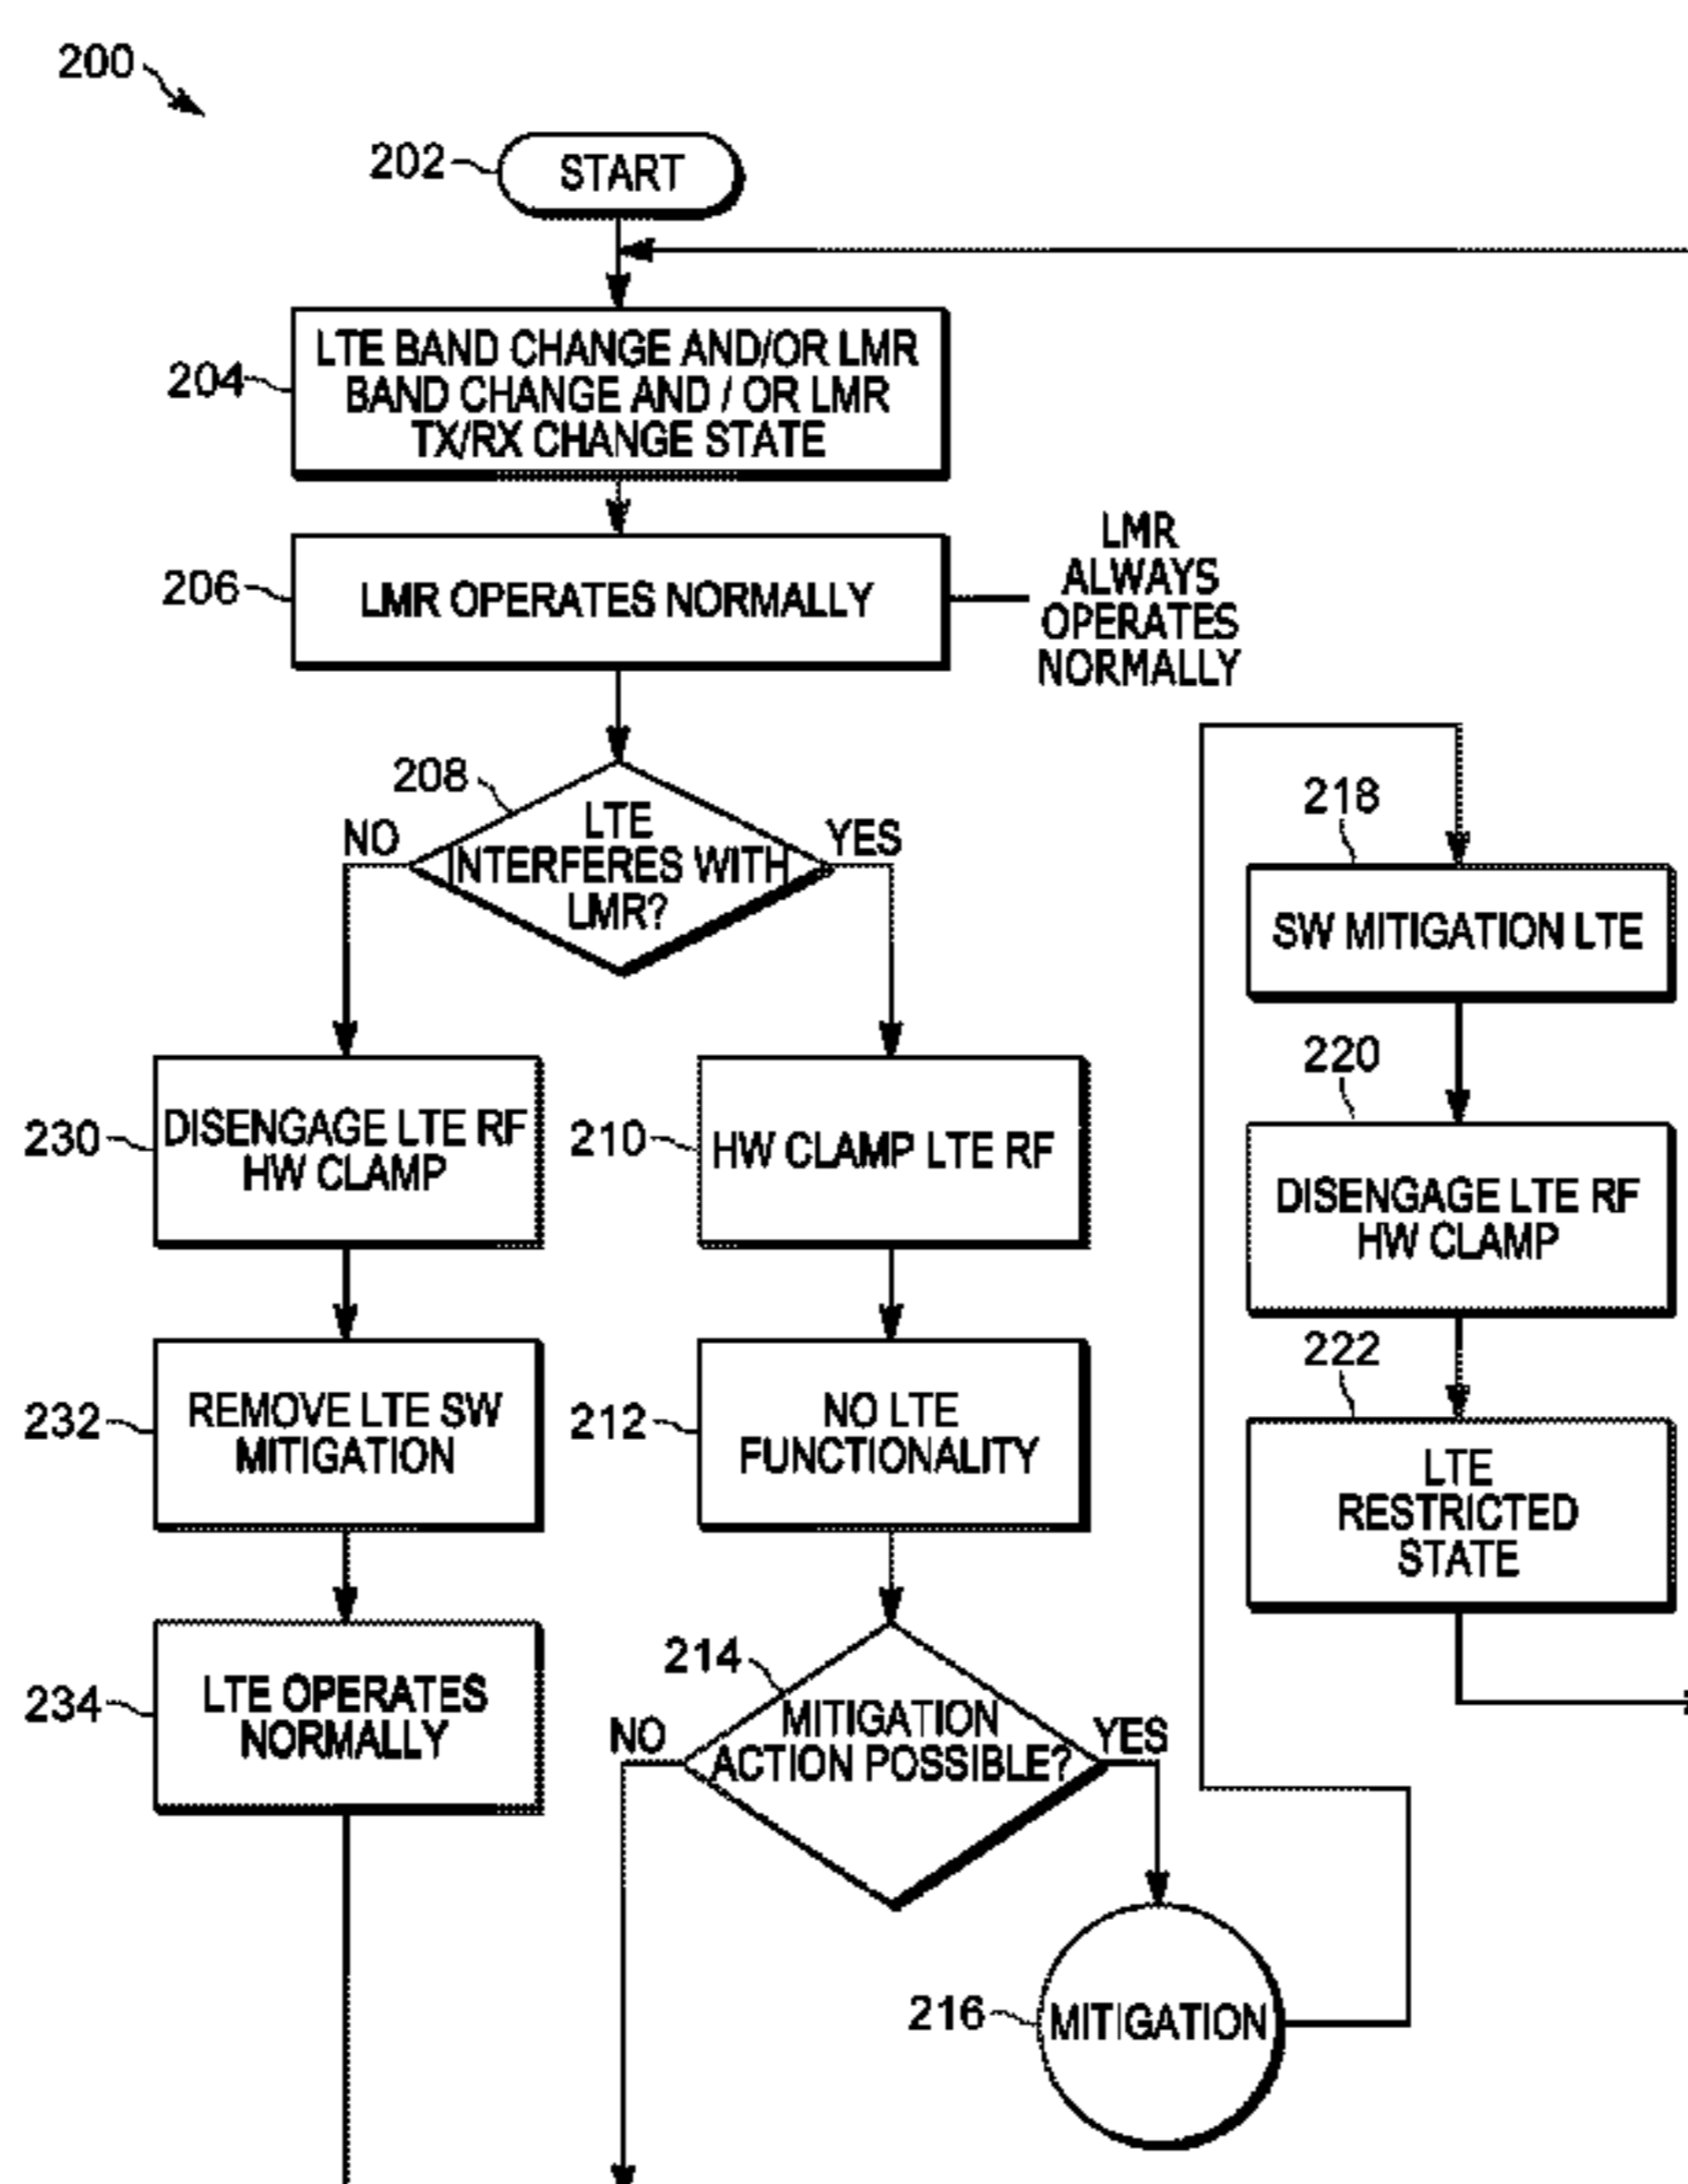 200
202
START
204
LTE BAND CHANGE AND/OR LMR
BAND CHANGE AND / OR LMR
TX/RX CHANGE STATE
206
LMR OPERATES NORMALLY
LMR
ALWAYS
OPERATES
NORMALLY
208
LTE
INTERFERES WITH
LMR?
NO
YES
230
DISENGAGE LTE RF
HW CLAMP
210
HW CLAMP LTE RF
232
REMOVE LTE SW
MITIGATION
212
NO LTE
FUNCTIONALITY
234
LTE OPERATES
NORMALLY
214
MITIGATION
ACTION POSSIBLE?
NO
YES
216
MITIGATION
218
SW MITIGATION LTE
220
DISENGAGE LTE RF
HW CLAMP
222
LTE
RESTRICTED
STATE